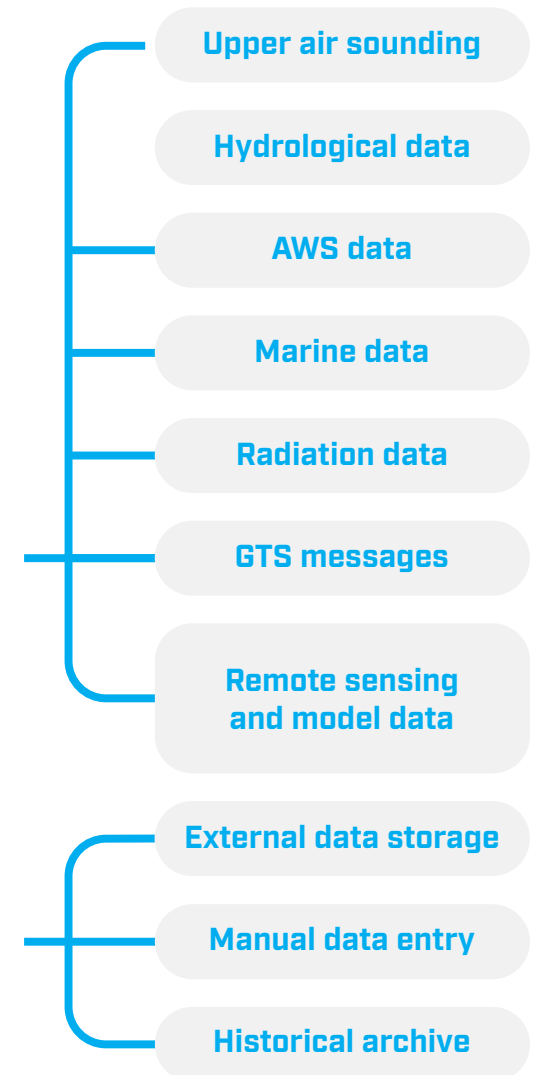 Upper air sounding
Hydrological data
AWS data
Marine data
Radiation data
GTS messages
Remote sensing
and model data
External data storage
Manual data entry
Historical archive